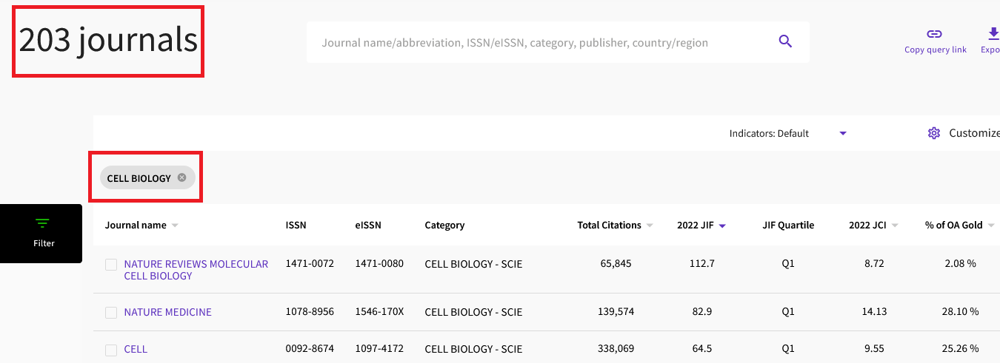 203 journals
Journal name/abbreviation, ISSN/eISSN, category, publisher, country/region
Copy query link
Expo
Indicators: Default
Customize
CELL BIOLOGY
Filter
Journal name ISSN eISSN Category Total Citations 2022 JIF JIF Quartile 2022 JCI % of OA Gold
NATURE REVIEWS MOLECULAR 1471-0072 1471-0080 CELL BIOLOGY - SCIE 65,845 112.7 Q1 8.72 2.08 %
CELL BIOLOGY
NATURE MEDICINE 1078-8956 1546-170X CELL BIOLOGY - SCIE 139,574 82.9 Q1 14.13 28.10 %
CELL 0092-8674 1097-4172 CELL BIOLOGY - SCIE 338,069 64.5 Q1 9.55 25.26 %